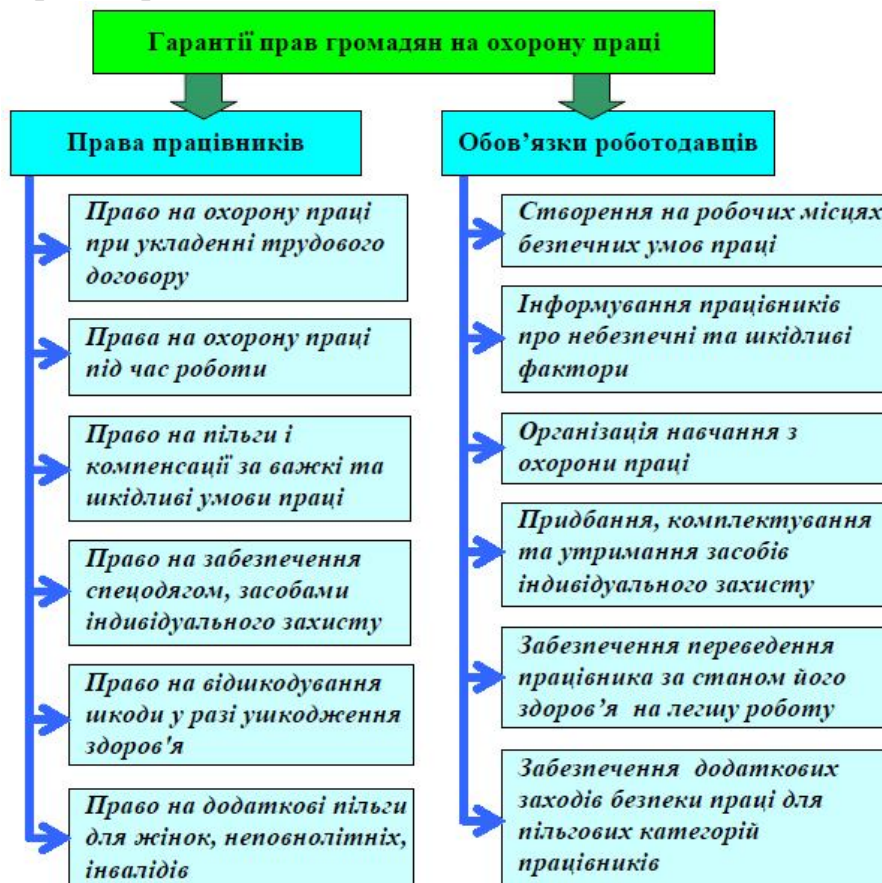 Гарантії прав громадян на охорону праці
Права працівників
Право на охорону праці
при укладенні трудового
договору
Права на охорону праці
під час роботи
Право на пільги і
компенсації за важкі та
шкідливі умови праці
Право на забезпечення
спецодягом, засобами
індивідуального захисту
Право на відшкодування
шкоди у разі ушкодження
здоров'я
Право на додаткові пільги
для жінок, неповнолітніх,
інвалідів
Обов’язки роботодавців
Створення на робочих місцях
безпечних умов праці
Інформування працівників
про небезпечні та шкідливі
фактори
Організація навчання з
охорони праці
Придбання, комплектування
та утримання засобів
індивідуального захисту
Забезпечення переведення
працівника за станом його
здоров’я на легшу роботу
Забезпечення додаткових
заходів безпеки праці для
пільгових категорій
працівників